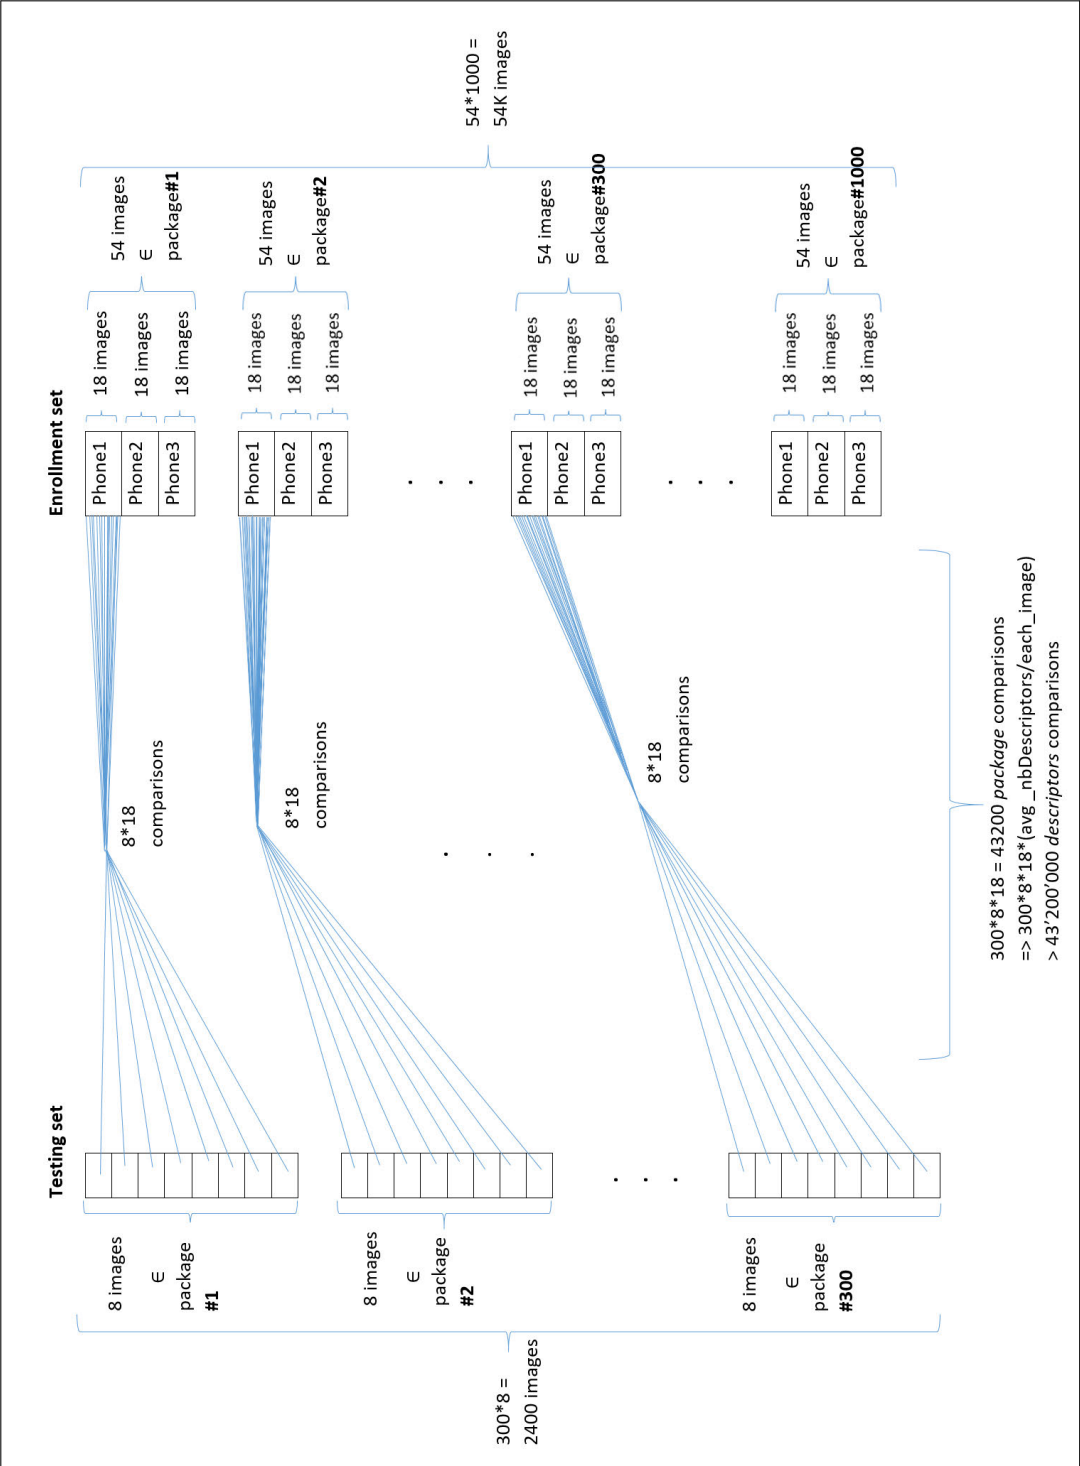 Testing set
Enrollment set
8 images
∈
package
#1
8*18
comparisons
Phone1
Phone2
Phone3
18 images
18 images
18 images
54 images
∈
package#1
8 images
∈
package
#2
8*18
comparisons
Phone1
Phone2
Phone3
18 images
18 images
18 images
54 images
∈
package#2
. . .
. . .
. . .
300*8 =
2400 images
54*1000 =
54K images
8 images
∈
package
#300
8*18
comparisons
Phone1
Phone2
Phone3
18 images
18 images
18 images
54 images
∈
package#300
. . .
Phone1
Phone2
Phone3
18 images
18 images
18 images
54 images
∈
package#1000
300*8*18 = 43200 package comparisons
=> 300*8*18*(avg _nbDescriptors/each_image)
> 43’200’000 descriptors comparisons